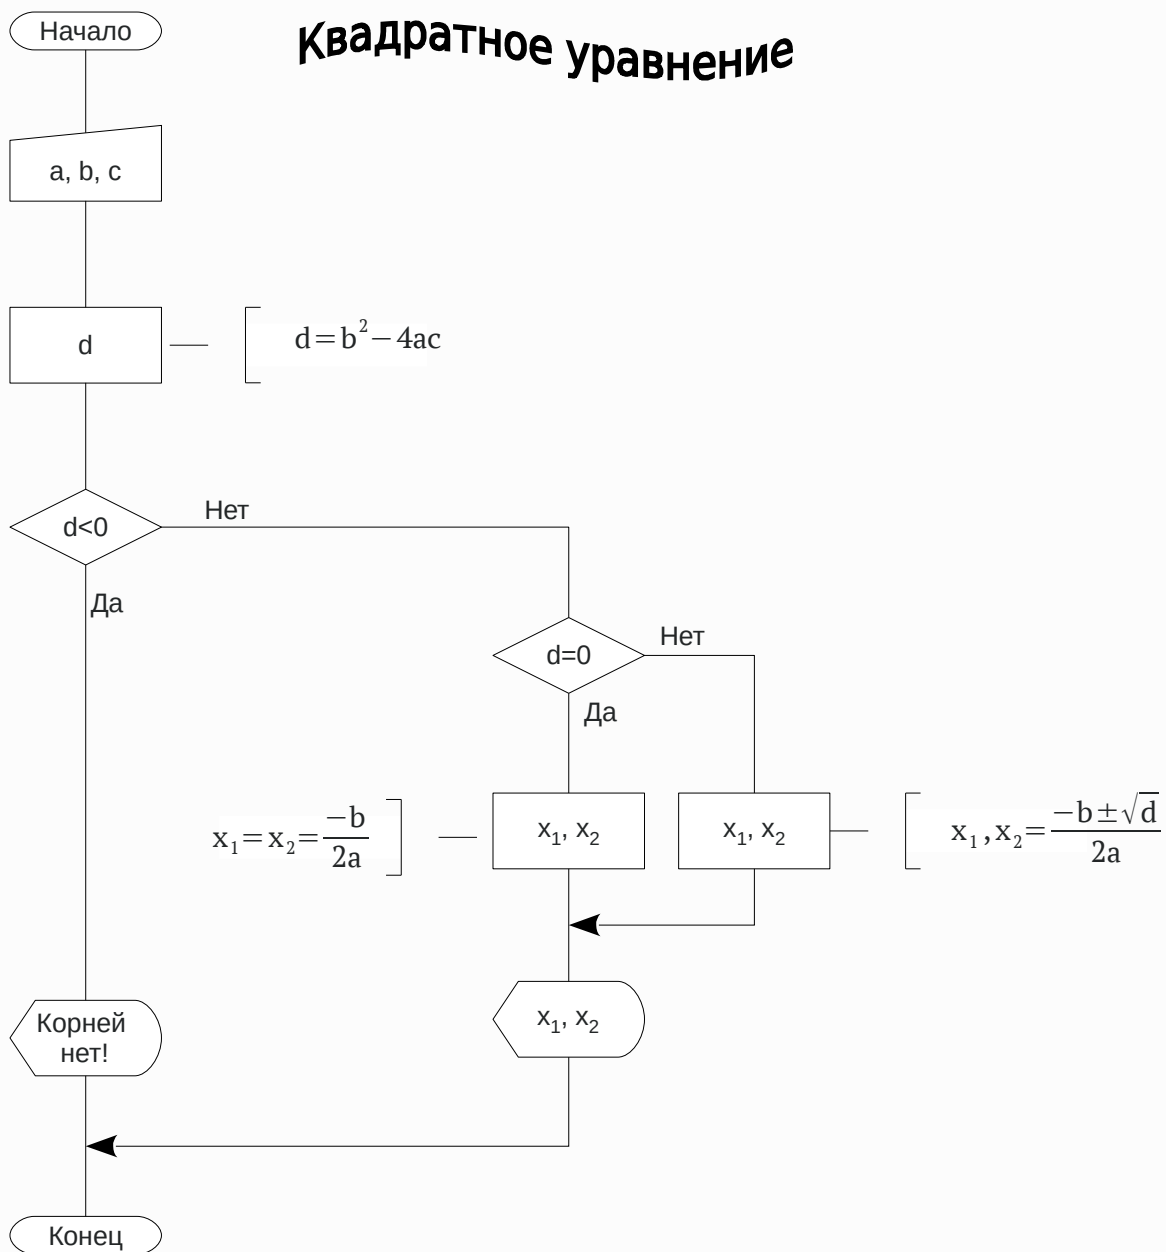 Начало
Квадратное уравнение
a, b, c
d
d=b²−4ac
d<0
Нет
Да
d=0
Нет
Да
x₁=x₂=−b/2a
x₁, x₂
x₁, x₂
x₁,x₂=−b±√d/2a
Корней
нет!
x₁, x₂
Конец